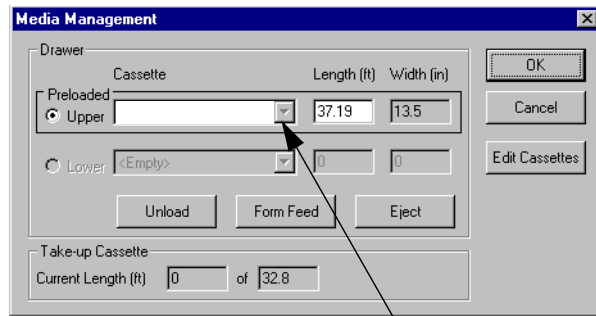 Media Management
Drawer
Cassette Length (ft) Width (in)
Preloaded
Upper 37.19 13.5
Lower <Empty> 0 0
Unload Form Feed Eject
Take-up Cassette
Current Length (ft) 0 of 32.8
OK
Cancel
Edit Cassettes